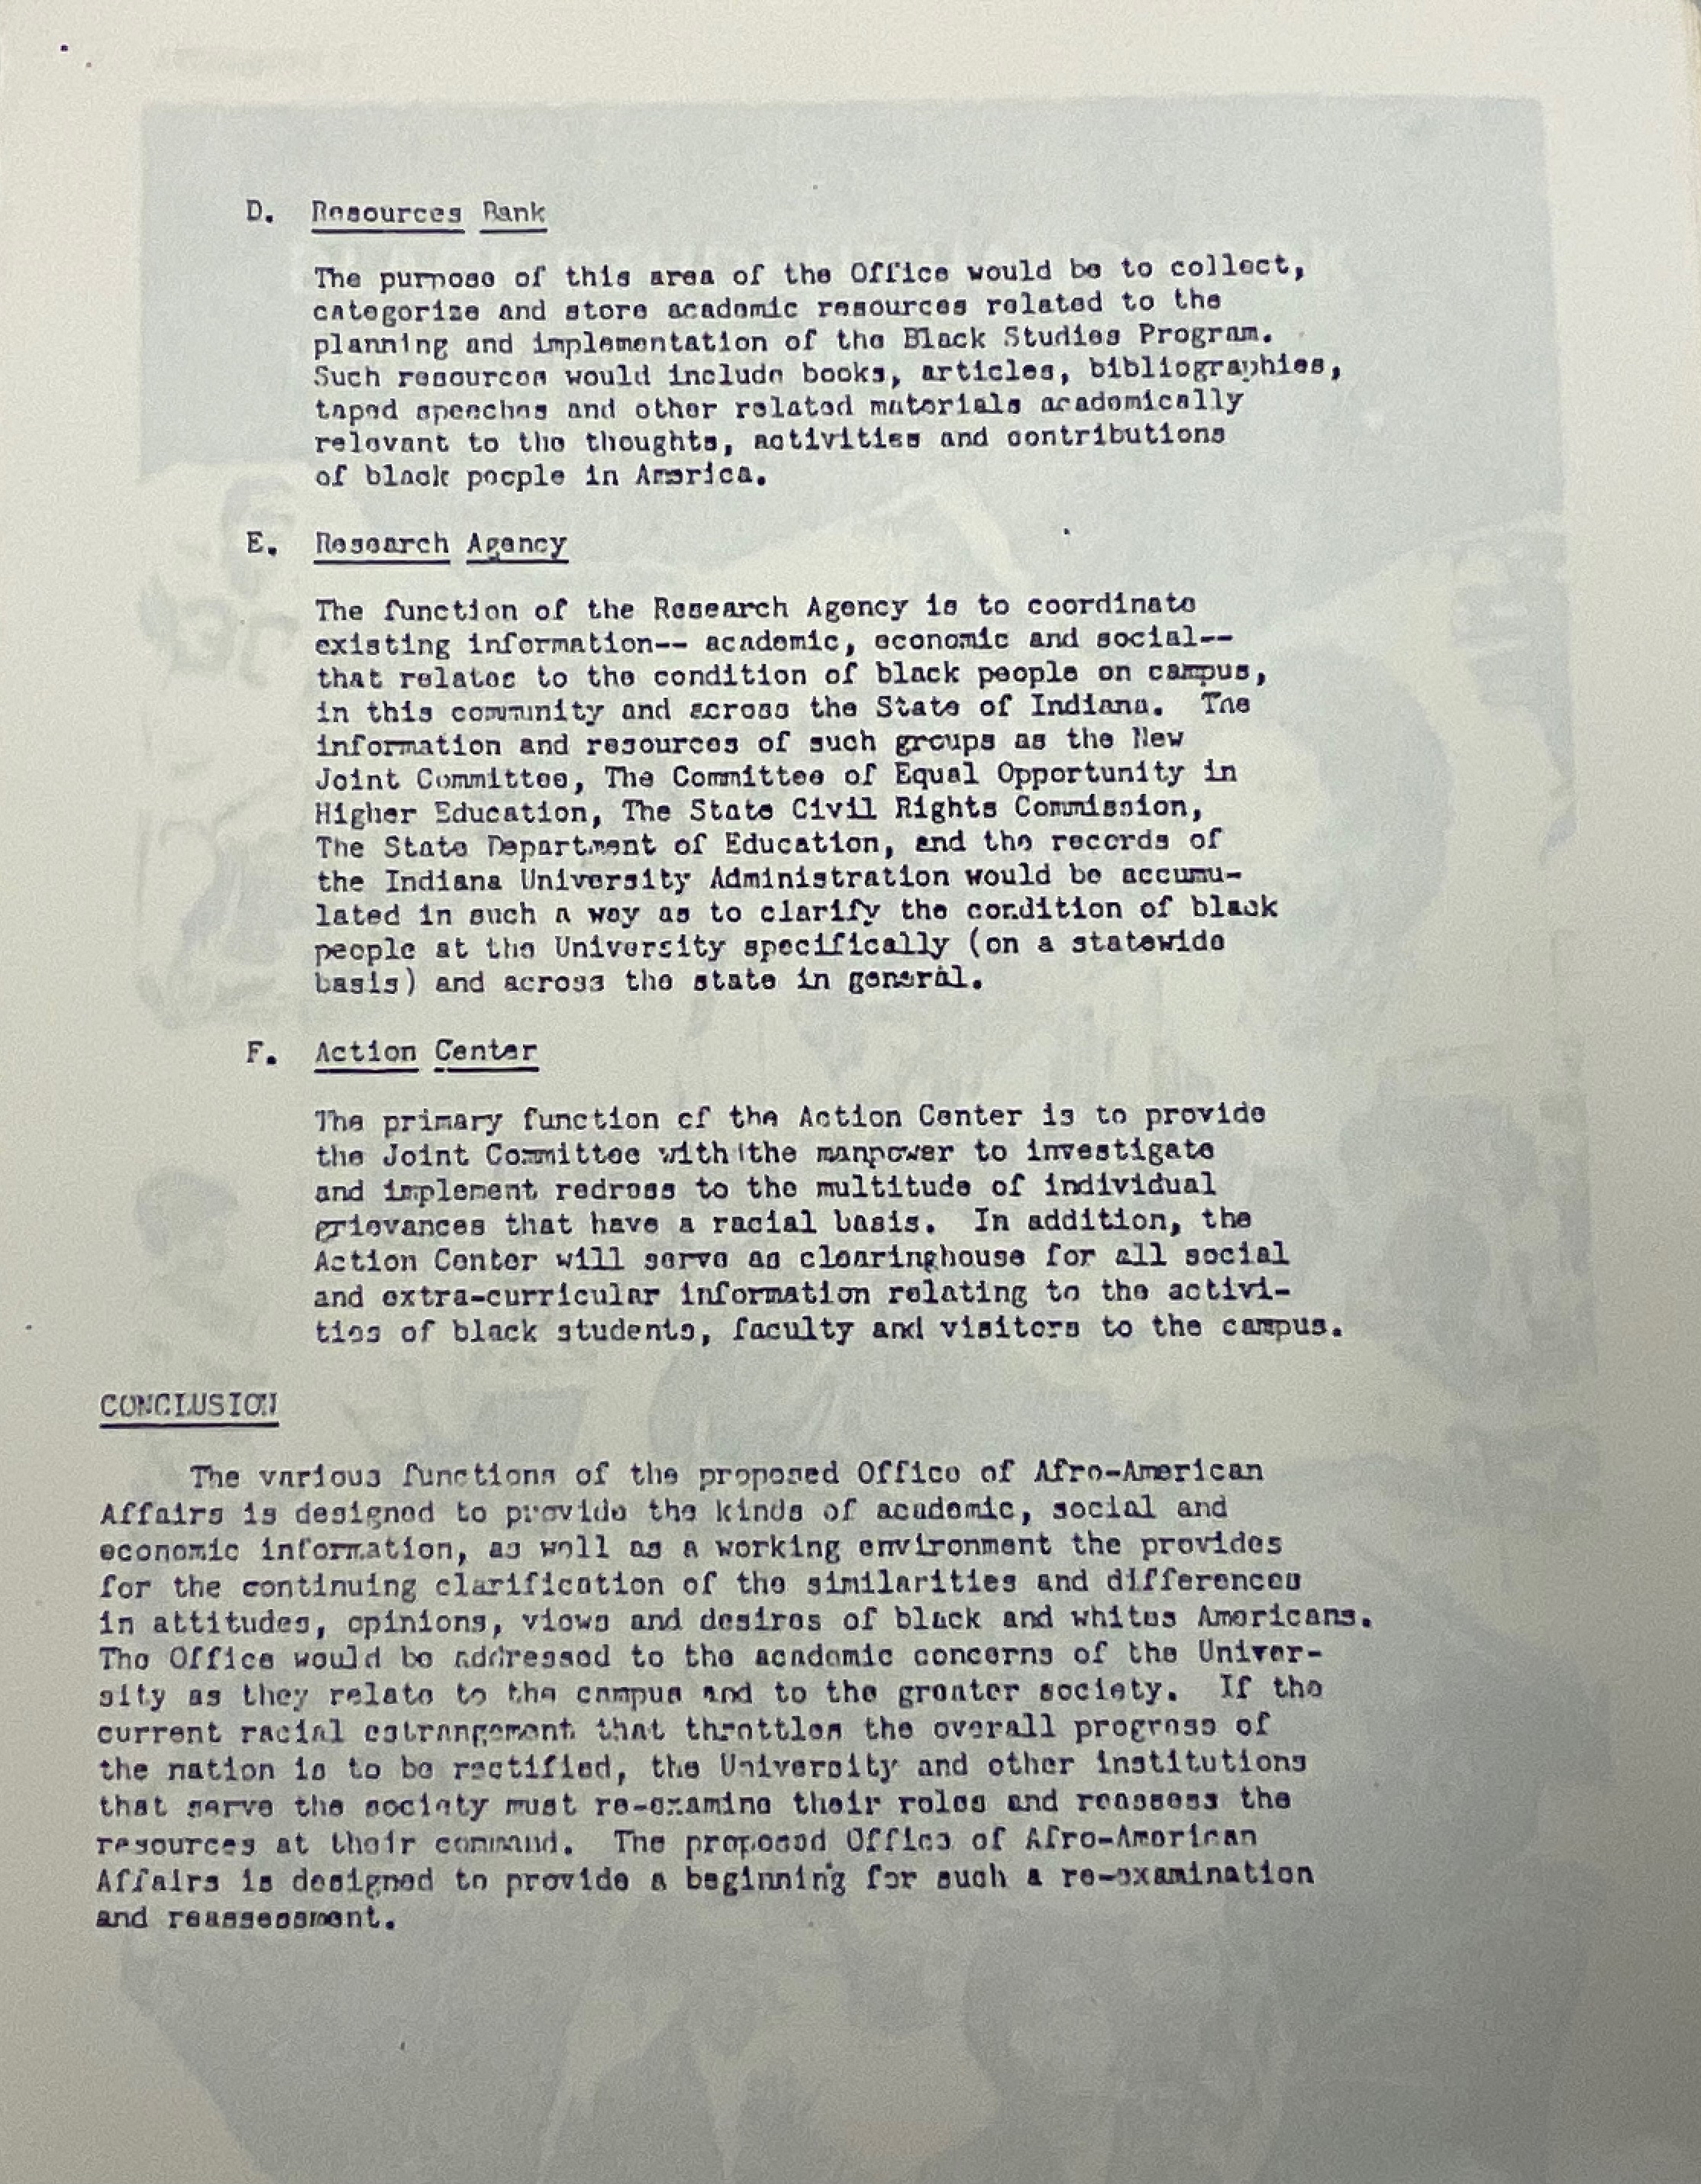 D. Resources Bank
The purpose of this area of the Office would be to collect,
categorize and store academic resources related to the
planning and implementation of the Black Studies Program.
Such resources would include books, articles, bibliographies,
taped speeches and other related materials academically
relevant to the thoughts, activities and contributions
of black people in America.
E. Research Agency
The function of the Research Agency is to coordinate
existing information-- academic, economic and social--
that relates to the condition of black people on campus,
in this community and across the State of Indiana. The
information and resources of such groups as the New
Joint Committee, The Committee of Equal Opportunity in
Higher Education, The State Civil Rights Commission,
The State Department of Education, and the records of
the Indiana University Administration would be accumu-
lated in such a way as to clarify the condition of black
people at the University specifically (on a statewide
basis) and across the state in general.
F. Action Center
The primary function of the Action Center is to provide
the Joint Committee with the manpower to investigate
and implement redress to the multitude of individual
grievances that have a racial basis. In addition, the
Action Center will serve as clearinghouse for all social
and extra-curricular information relating to the activi-
ties of black students, faculty and visitors to the campus.
CONCLUSION
The various functions of the proposed Office of Afro-American
Affairs is designed to provide the kinds of academic, social and
economic information, as well as a working environment the provides
for the continuing clarification of the similarities and differences
in attitudes, opinions, views and desires of black and whites Americans.
The Office would be addressed to the academic concerns of the Univer-
sity as they relate to the campus and to the greater society. If the
current racial estrangement that throttles the overall progress of
the nation is to be rectified, the University and other institutions
that serve the society must re-examine their roles and reassess the
resources at their command. The proposed Office of Afro-American
Affairs is designed to provide a beginning for such a re-examination
and reassessment.